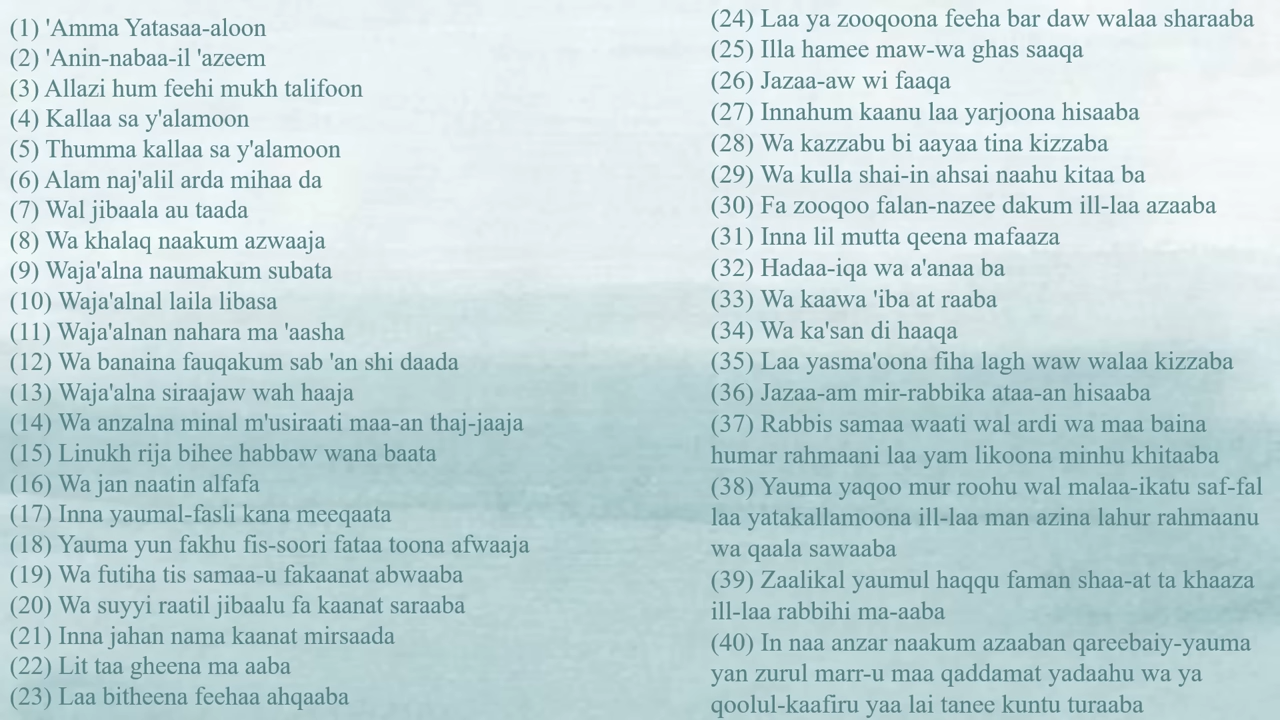 (1) 'Amma Yatasaa-aloon
(2) 'Anin-nabaa-il 'azeem
(3) Allazi hum feehi mukh talifoon
(4) Kallaa sa y'alamoon
(5) Thumma kallaa sa y'alamoon
(6) Alam naj'alil arda mihaa da
(7) Wal jibaala au taada
(8) Wa khalaq naakum azwaaja
(9) Waja'alna naumakum subata
(10) Waja'alnal laila libasa
(11) Waja'alnan nahara ma 'aasha
(12) Wa banaina fauqakum sab 'an shi daada
(13) Waja'alna siraajaw wah haaja
(14) Wa anzalna minal m'usiraati maa-an thaj-jaaja
(15) Linukh rija bihee habbaw wana baata
(16) Wa jan naatin alfafa
(17) Inna yaumal-fasli kana meeqaata
(18) Yauma yun fakhu fis-soori fataa toona afwaaja
(19) Wa futiha tis samaa-u fakaanat abwaaba
(20) Wa suyyi raatil jibaalu fa kaanat saraaba
(21) Inna jahan nama kaanat mirsaada
(22) Lit taa gheena ma aaba
(23) Laa bitheena feehaa ahqaaba
(24) Laa ya zooqoona feeha bar daw walaa sharaaba
(25) Illa hamee maw-wa ghas saaqa
(26) Jazaa-aw wi faaqa
(27) Innahum kaanu laa yarjoona hisaaba
(28) Wa kazzabu bi aayaa tina kizzaba
(29) Wa kulla shai-in ahsai naahu kitaa ba
(30) Fa zooqoo falan-nazee dakum ill-laa azaaba
(31) Inna lil mutta qeena mafaaza
(32) Hadaa-iqa wa a'anaa ba
(33) Wa kaawa 'iba at raaba
(34) Wa ka'san di haaqa
(35) Laa yasma'oona fiha lagh waw walaa kizzaba
(36) Jazaa-am mir-rabbika ataa-an hisaaba
(37) Rabbis samaa waati wal ardi wa maa baina
humar rahmaani laa yam likoona minhu khitaaba
(38) Yauma yaqoo mur roohu wal malaa-ikatu saf-fal
laa yatakallamoona ill-laa man azina lahur rahmaanu
wa qaala sawaaba
(39) Zaalikal yaumul haqqu faman shaa-at ta khaaza
ill-laa rabbihi ma-aaba
(40) In naa anzar naakum azaaban qareebaiy-yauma
yan zurul marr-u maa qaddamat yadaahu wa ya
qoolul-kaafiru yaa lai tanee kuntu turaaba